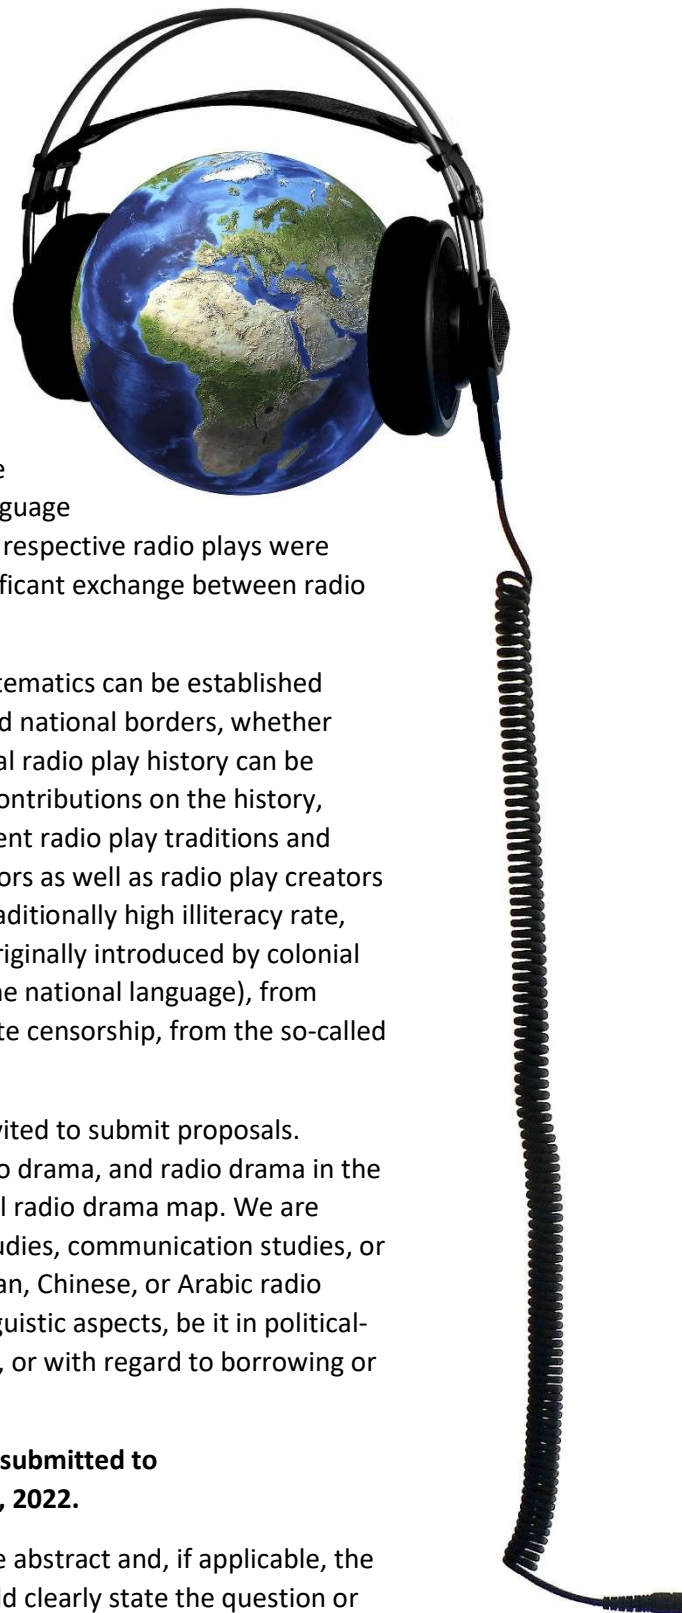 e
guage
respective radio plays were
ficant exchange between radio
tematics can be established
d national borders, whether
al radio play history can be
ontributions on the history,
ent radio play traditions and
ors as well as radio play creators
aditionally high illiteracy rate,
riginally introduced by colonial
ne national language), from
te censorship, from the so-called
vited to submit proposals.
o drama, and radio drama in the
l radio drama map. We are
udies, communication studies, or
an, Chinese, or Arabic radio
guistic aspects, be it in political-
, or with regard to borrowing or
submitted to
, 2022.
e abstract and, if applicable, the
ld clearly state the question or